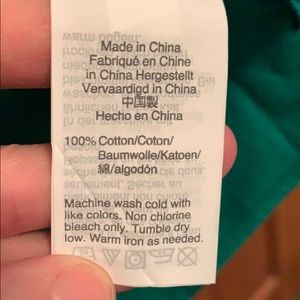 Made in China
Fabriqué en Chine
in China Hergestellt
Vervaardigd in China
中国製
Hecho en China
100% Cotton/Coton/
Baumwolle/Katoen/
綿/algodón
Machine wash cold with
like colors. Non chlorine
bleach only. Tumble dry
low. Warm iron as needed.